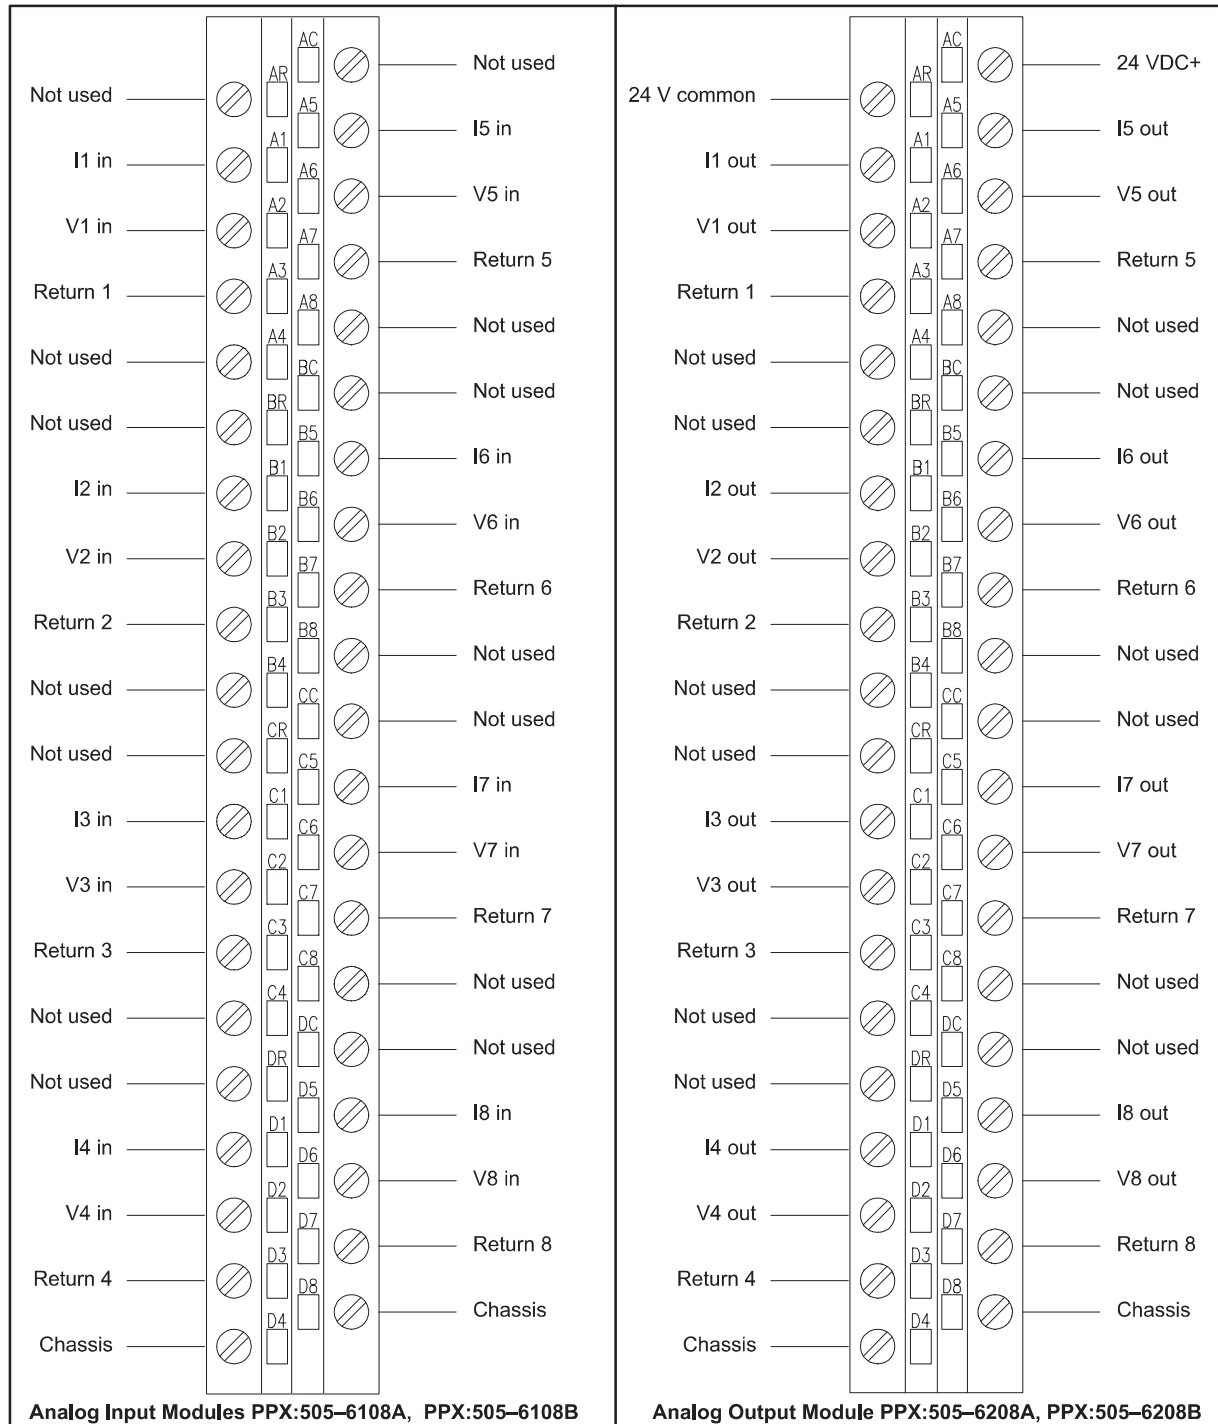 AC
Not used
AR
Not used
A5
I5 in
A1
I1 in
A6
V5 in
A2
V1 in
A7
Return 5
A3
Return 1
A8
Not used
A4
Not used
BC
Not used
BR
Not used
B5
I6 in
B1
I2 in
B6
V6 in
B2
V2 in
B7
Return 6
B3
Return 2
B8
Not used
B4
Not used
CC
Not used
CR
Not used
C5
I7 in
C1
I3 in
C6
V7 in
C2
V3 in
C7
Return 7
C3
Return 3
C8
Not used
C4
Not used
DC
Not used
DR
Not used
D5
I8 in
D1
I4 in
D6
V8 in
D2
V4 in
D7
Return 8
D3
Return 4
D8
Chassis
D4
Chassis
Analog Input Modules PPX:505–6108A, PPX:505–6108B
AC
24 VDC+
AR
24 V common
A5
I5 out
A1
I1 out
A6
V5 out
A2
V1 out
A7
Return 5
A3
Return 1
A8
Not used
A4
Not used
BC
Not used
BR
Not used
B5
I6 out
B1
I2 out
B6
V6 out
B2
V2 out
B7
Return 6
B3
Return 2
B8
Not used
B4
Not used
CC
Not used
CR
Not used
C5
I7 out
C1
I3 out
C6
V7 out
C2
V3 out
C7
Return 7
C3
Return 3
C8
Not used
C4
Not used
DC
Not used
DR
Not used
D5
I8 out
D1
I4 out
D6
V8 out
D2
V4 out
D7
Return 8
D3
Return 4
D8
Chassis
D4
Analog Output Module PPX:505–6208A, PPX:505–6208B